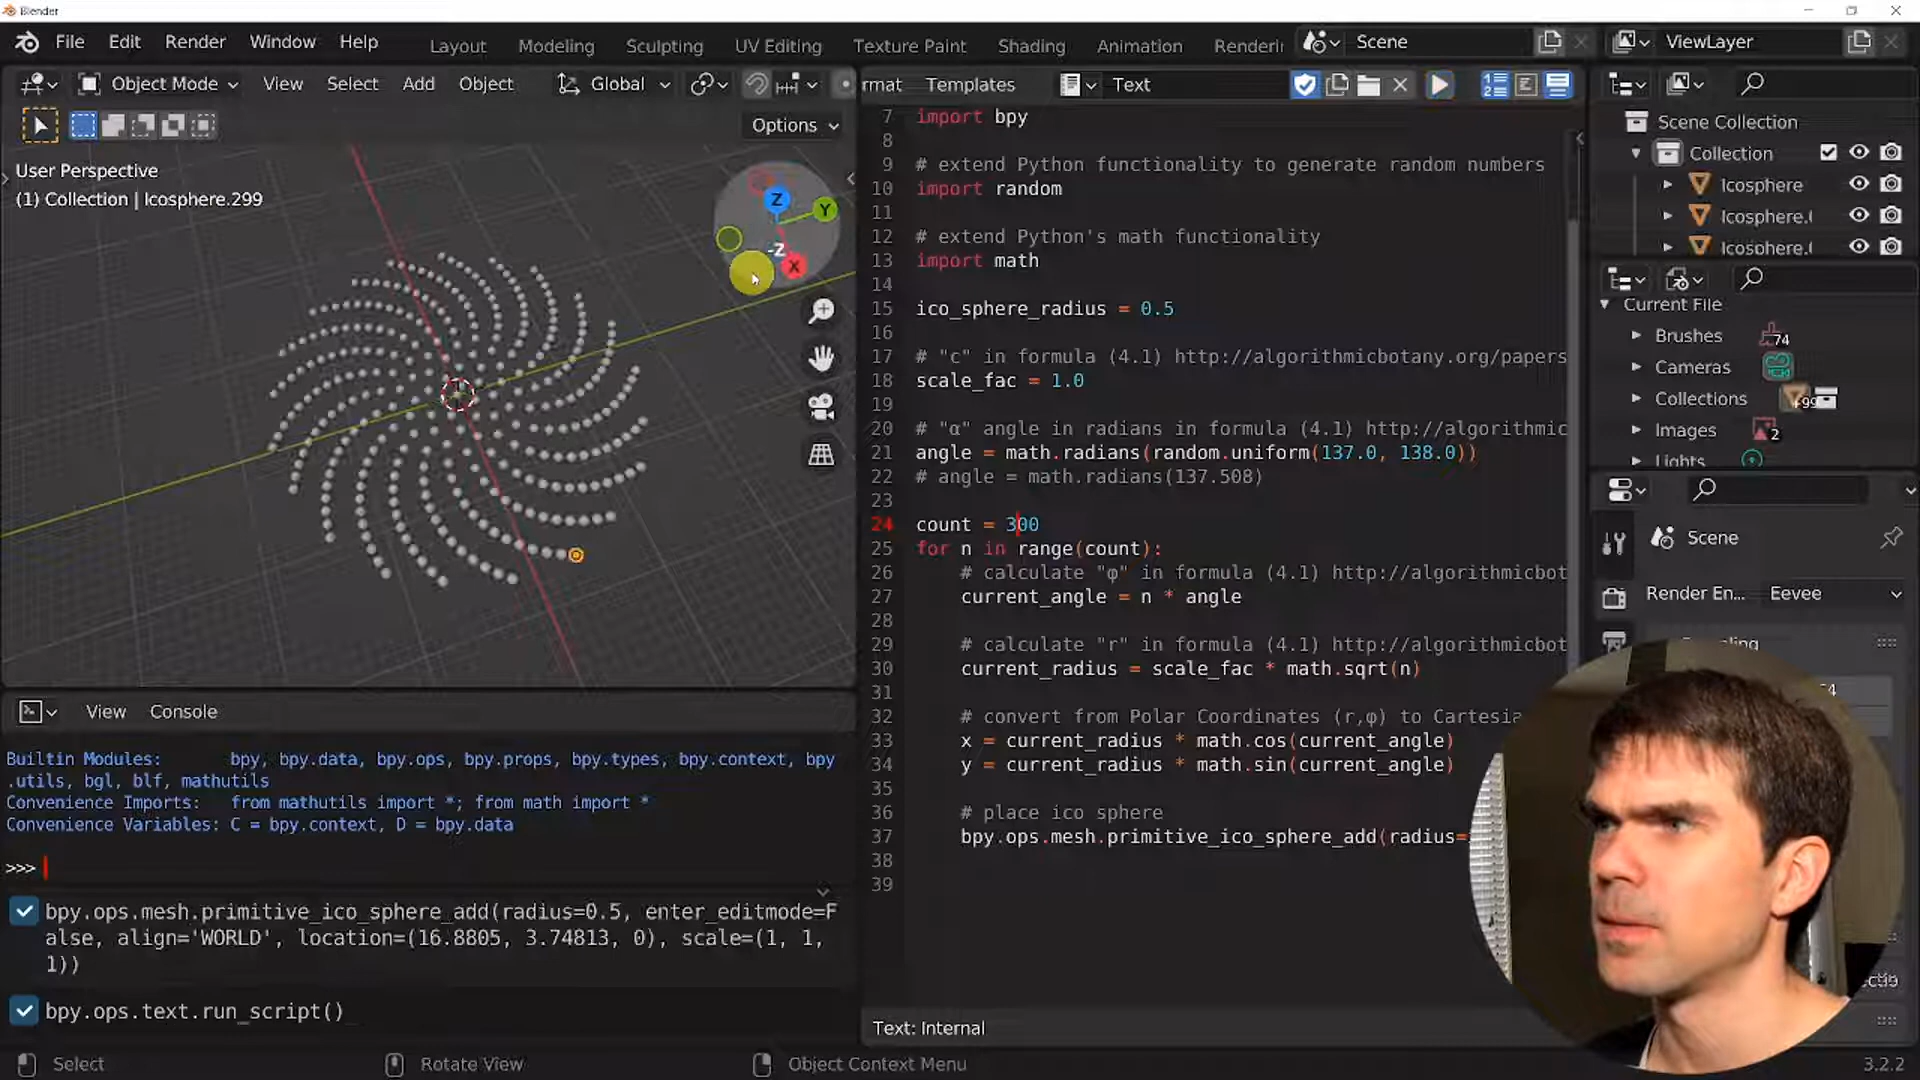 Blender
File Edit Render Window Help
Layout Modeling Sculpting UV Editing Texture Paint Shading Animation Renderi
Scene
ViewLayer
Object Mode View Select Add Object Global
rmat Templates Text
Options
User Perspective
(1) Collection | Icosphere.299
Z
Y
-Z
X
7 import bpy
8
9 # extend Python functionality to generate random numbers
10 import random
11
12 # extend Python's math functionality
13 import math
14
15 ico_sphere_radius = 0.5
16
17 # "c" in formula (4.1) http://algorithmicbotany.org/papers
18 scale_fac = 1.0
19
20 # "α" angle in radians in formula (4.1) http://algorithmic
21 angle = math.radians(random.uniform(137.0, 138.0))
22 # angle = math.radians(137.508)
23
24 count = 300
25 for n in range(count):
26 # calculate "φ" in formula (4.1) http://algorithmicbot
27 current_angle = n * angle
28
29 # calculate "r" in formula (4.1) http://algorithmicbot
30 current_radius = scale_fac * math.sqrt(n)
31
32 # convert from Polar Coordinates (r,φ) to Cartesia
33 x = current_radius * math.cos(current_angle)
34 y = current_radius * math.sin(current_angle)
35
36 # place ico sphere
37 bpy.ops.mesh.primitive_ico_sphere_add(radius=
38
39
Text: Internal
Scene Collection
Collection
Icosphere
Icosphere.(
Icosphere.(
Current File
Brushes 74
Cameras
Collections +99
Images 2
Lights
Scene
Render En... Eevee
View Console
Builtin Modules: bpy, bpy.data, bpy.ops, bpy.props, bpy.types, bpy.context, bpy
.utils, bgl, blf, mathutils
Convenience Imports: from mathutils import *; from math import *
Convenience Variables: C = bpy.context, D = bpy.data
>>>
bpy.ops.mesh.primitive_ico_sphere_add(radius=0.5, enter_editmode=F
alse, align='WORLD', location=(16.8805, 3.74813, 0), scale=(1, 1,
1))
bpy.ops.text.run_script()
Select Rotate View Object Context Menu
3.2.2